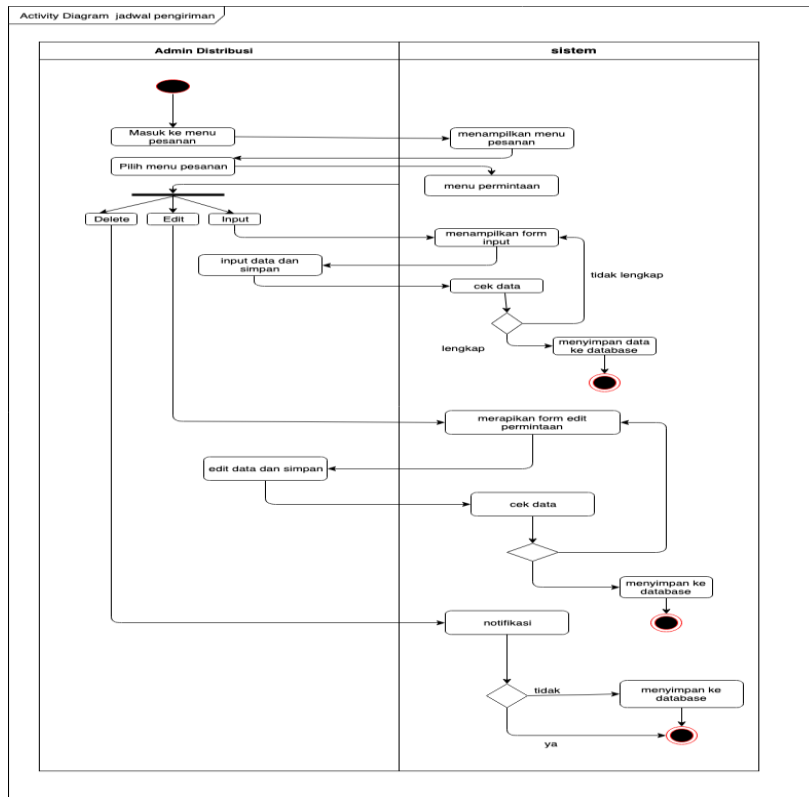 Activity Diagram jadwal pengiriman
Admin Distribusi
sistem
Masuk ke menu
pesanan
menampilkan menu
pesanan
Pilih menu pesanan
menu permintaan
Delete
Edit
Input
menampilkan form
input
input data dan
simpan
tidak lengkap
cek data
lengkap
menyimpan data
ke database
merapikan form edit
permintaan
edit data dan simpan
cek data
menyimpan ke
database
notifikasi
tidak
menyimpan ke
database
ya